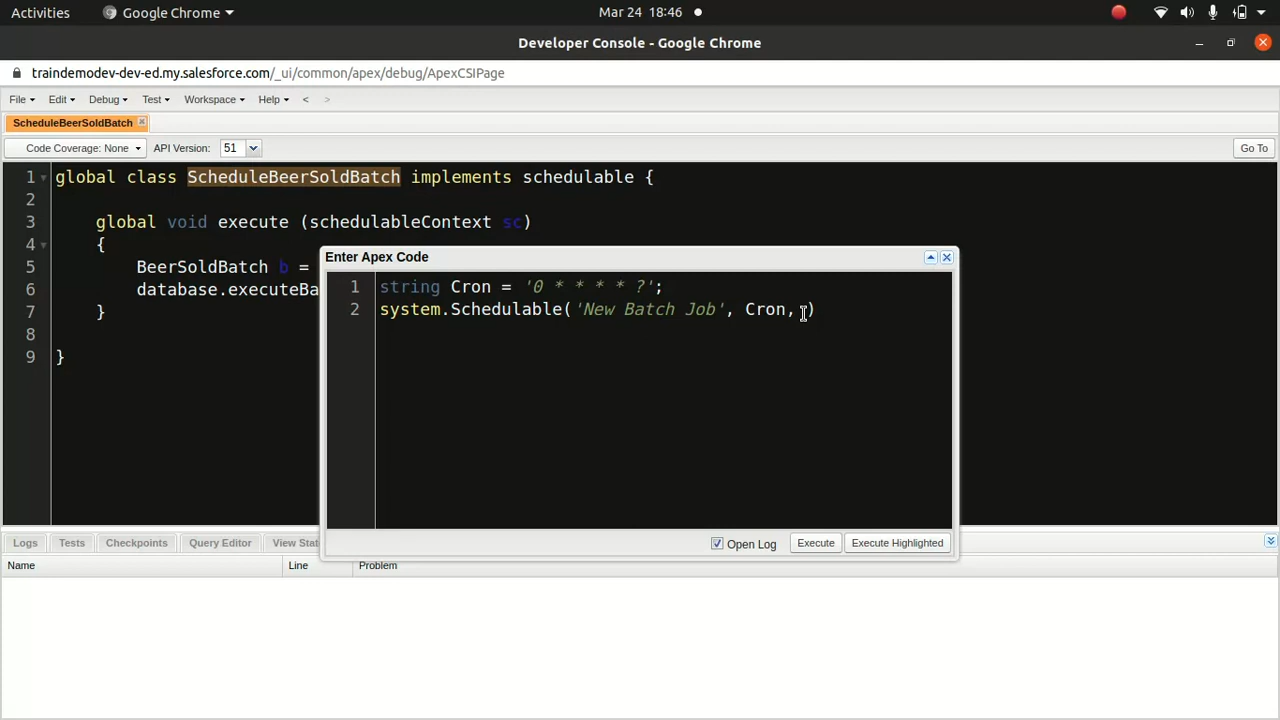 Activities Google Chrome Mar 24 18:46
Developer Console - Google Chrome
traindemodev-dev-ed.my.salesforce.com/_ui/common/apex/debug/ApexCSIPage
File Edit Debug Test Workspace Help < >
ScheduleBeerSoldBatch
Code Coverage: None API Version: 51 Go To
1 global class ScheduleBeerSoldBatch implements schedulable {
2
3 global void execute (schedulableContext sc)
4 {
5 BeerSoldBatch b =
6 database.executeBa
7 }
8
9 }
Enter Apex Code
1 string Cron = '0 * * * * ?';
2 system.Schedulable('New Batch Job', Cron, )
Open Log Execute Execute Highlighted
Logs Tests Checkpoints Query Editor View Stat
Name Line Problem